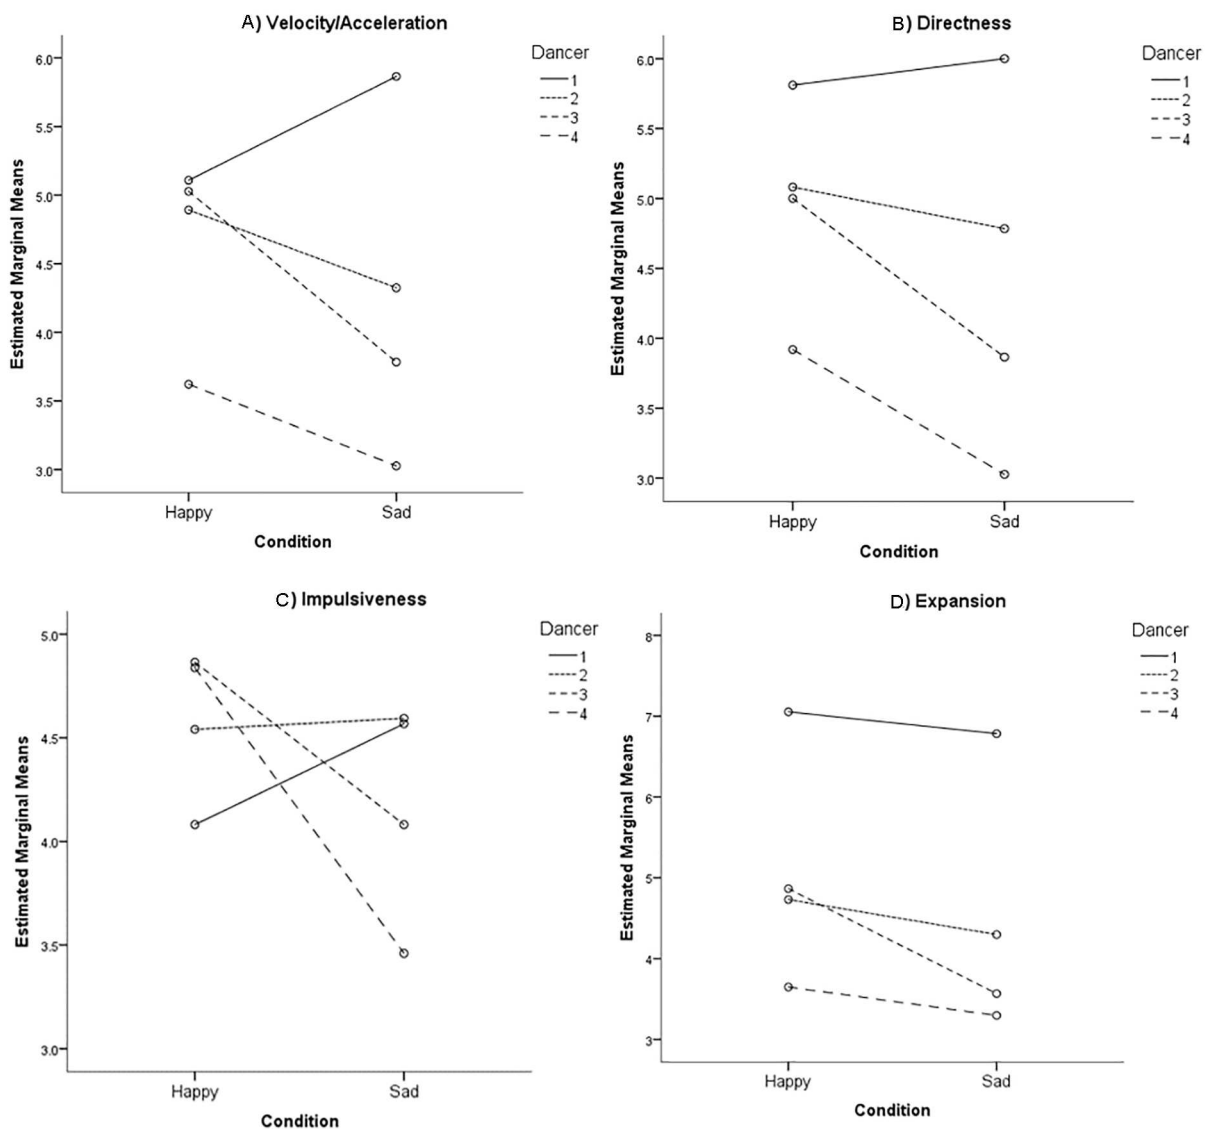 A) Velocity/Acceleration
Dancer
1
2
3
4
6.0
5.5
5.0
4.5
4.0
3.5
3.0
Estimated Marginal Means
Happy
Sad
Condition
B) Directness
Dancer
1
2
3
4
6.0
5.5
5.0
4.5
4.0
3.5
3.0
Estimated Marginal Means
Happy
Sad
Condition
C) Impulsiveness
Dancer
1
2
3
4
5.0
4.5
4.0
3.5
3.0
Estimated Marginal Means
Happy
Sad
Condition
D) Expansion
Dancer
1
2
3
4
8
7
6
5
4
3
Estimated Marginal Means
Happy
Sad
Condition